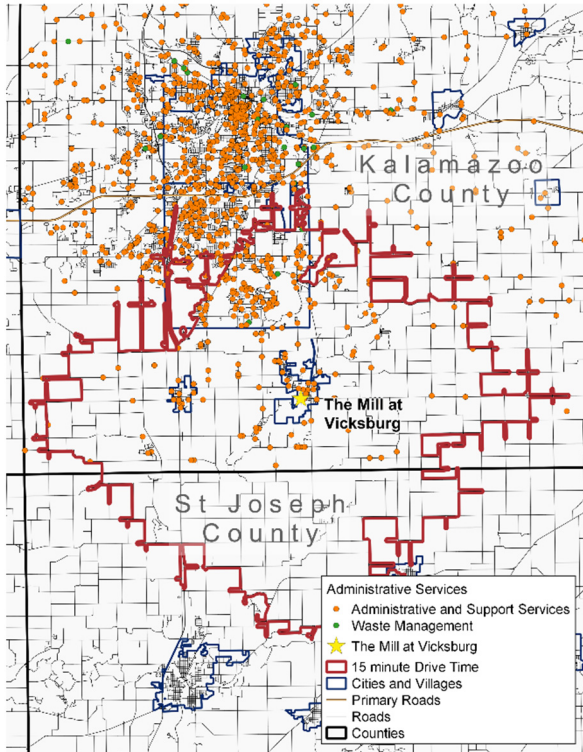 Kalamazoo
County
The Mill at
Vicksburg
St Joseph
County
Administrative Services
Administrative and Support Services
Waste Management
The Mill at Vicksburg
15 minute Drive Time
Cities and Villages
Primary Roads
Roads
Counties